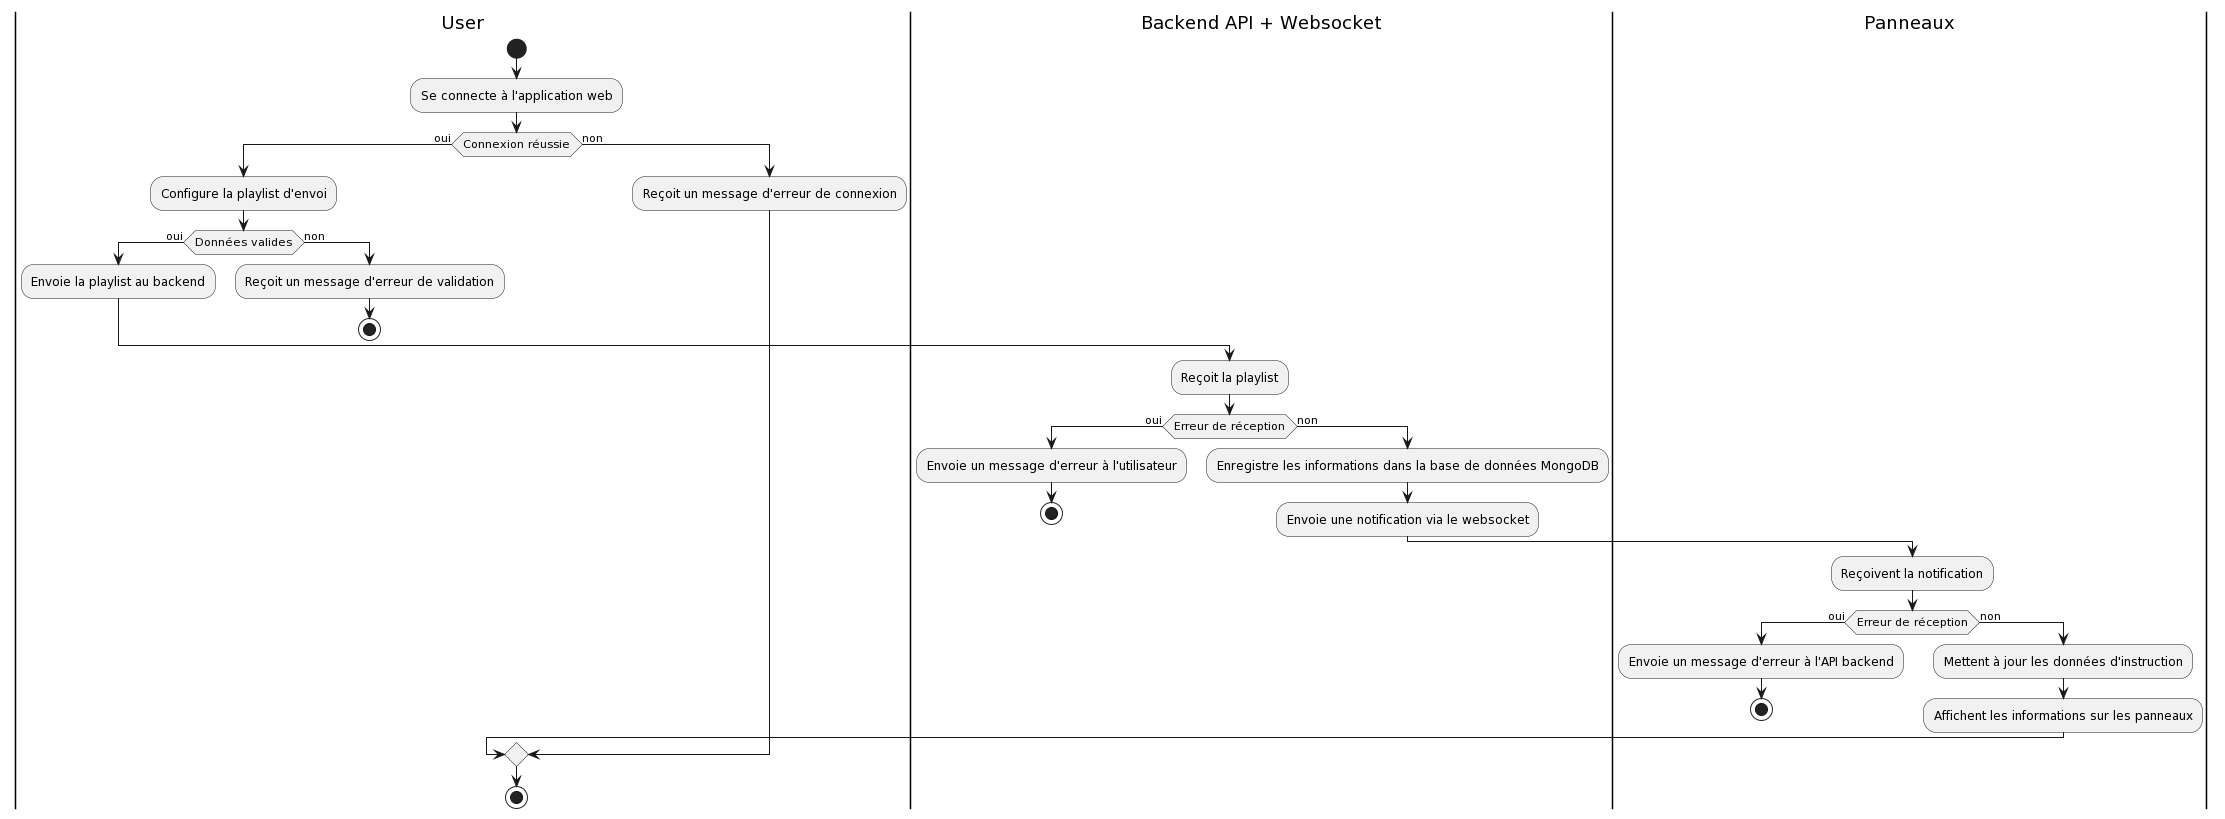 User
Backend API + Websocket
Panneaux
Se connecte à l'application web
oui
Connexion réussie
non
Configure la playlist d'envoi
Reçoit un message d'erreur de connexion
oui
Données valides
non
Envoie la playlist au backend
Reçoit un message d'erreur de validation
Reçoit la playlist
oui
Erreur de réception
non
Envoie un message d'erreur à l'utilisateur
Enregistre les informations dans la base de données MongoDB
Envoie une notification via le websocket
Reçoivent la notification
oui
Erreur de réception
non
Envoie un message d'erreur à l'API backend
Mettent à jour les données d'instruction
Affichent les informations sur les panneaux